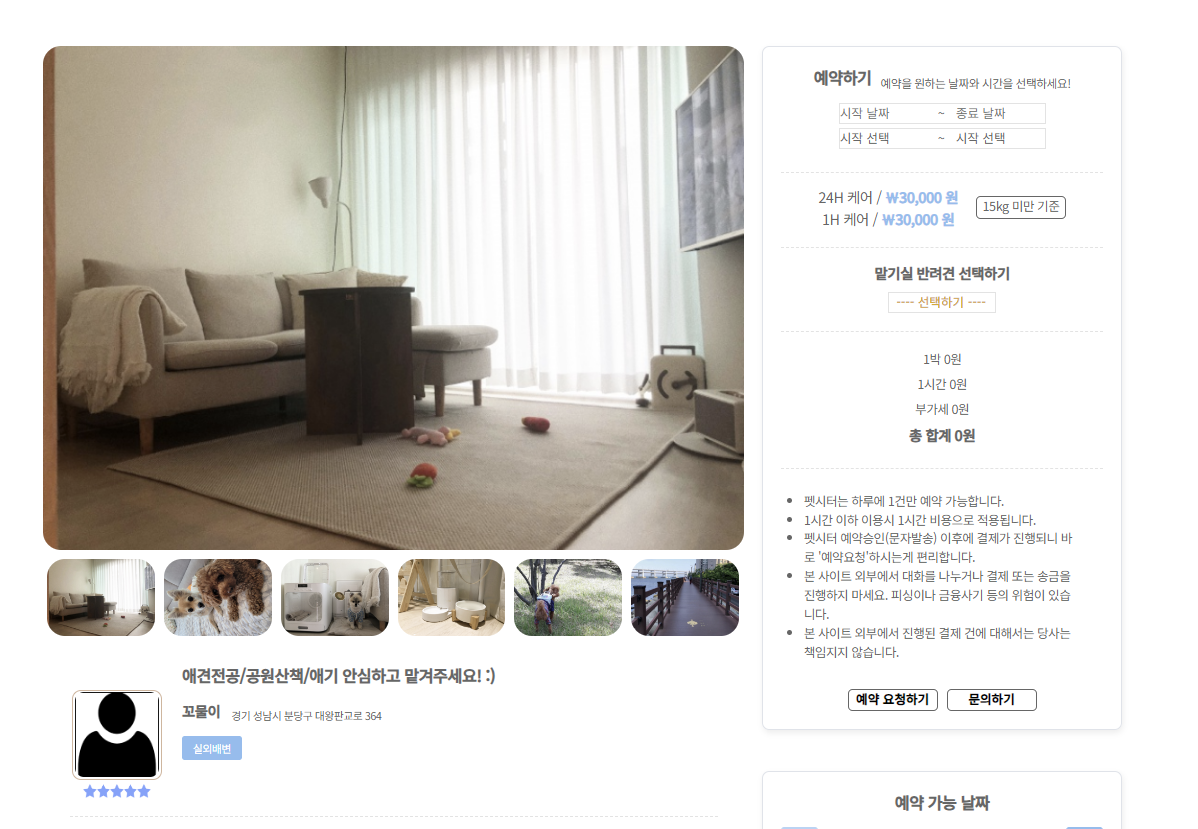 예약하기 예약을 원하는 날짜와 시간을 선택하세요!
시작 날짜 ~ 종료 날짜
시작 선택 ~ 시작 선택
24H 케어 / ₩30,000 원
1H 케어 / ₩30,000 원
15kg 미만 기준
맡기실 반려견 선택하기
---- 선택하기 ----
1박 0원
1시간 0원
부가세 0원
총 합계 0원
펫시터는 하루에 1건만 예약 가능합니다.
1시간 이하 이용시 1시간 비용으로 적용됩니다.
펫시터 예약승인(문자발송) 이후에 결제가 진행되니 바
로 '예약요청'하시는게 편리합니다.
본 사이트 외부에서 대화를 나누거나 결제 또는 송금을
진행하지 마세요. 피싱이나 금융사기 등의 위험이 있습
니다.
본 사이트 외부에서 진행된 결제 건에 대해서는 당사는
책임지지 않습니다.
예약 요청하기 문의하기
애견전공/공원산책/애기 안심하고 맡겨주세요! :)
꼬물이 경기 성남시 분당구 대왕판교로 364
실외배변
예약 가능 날짜